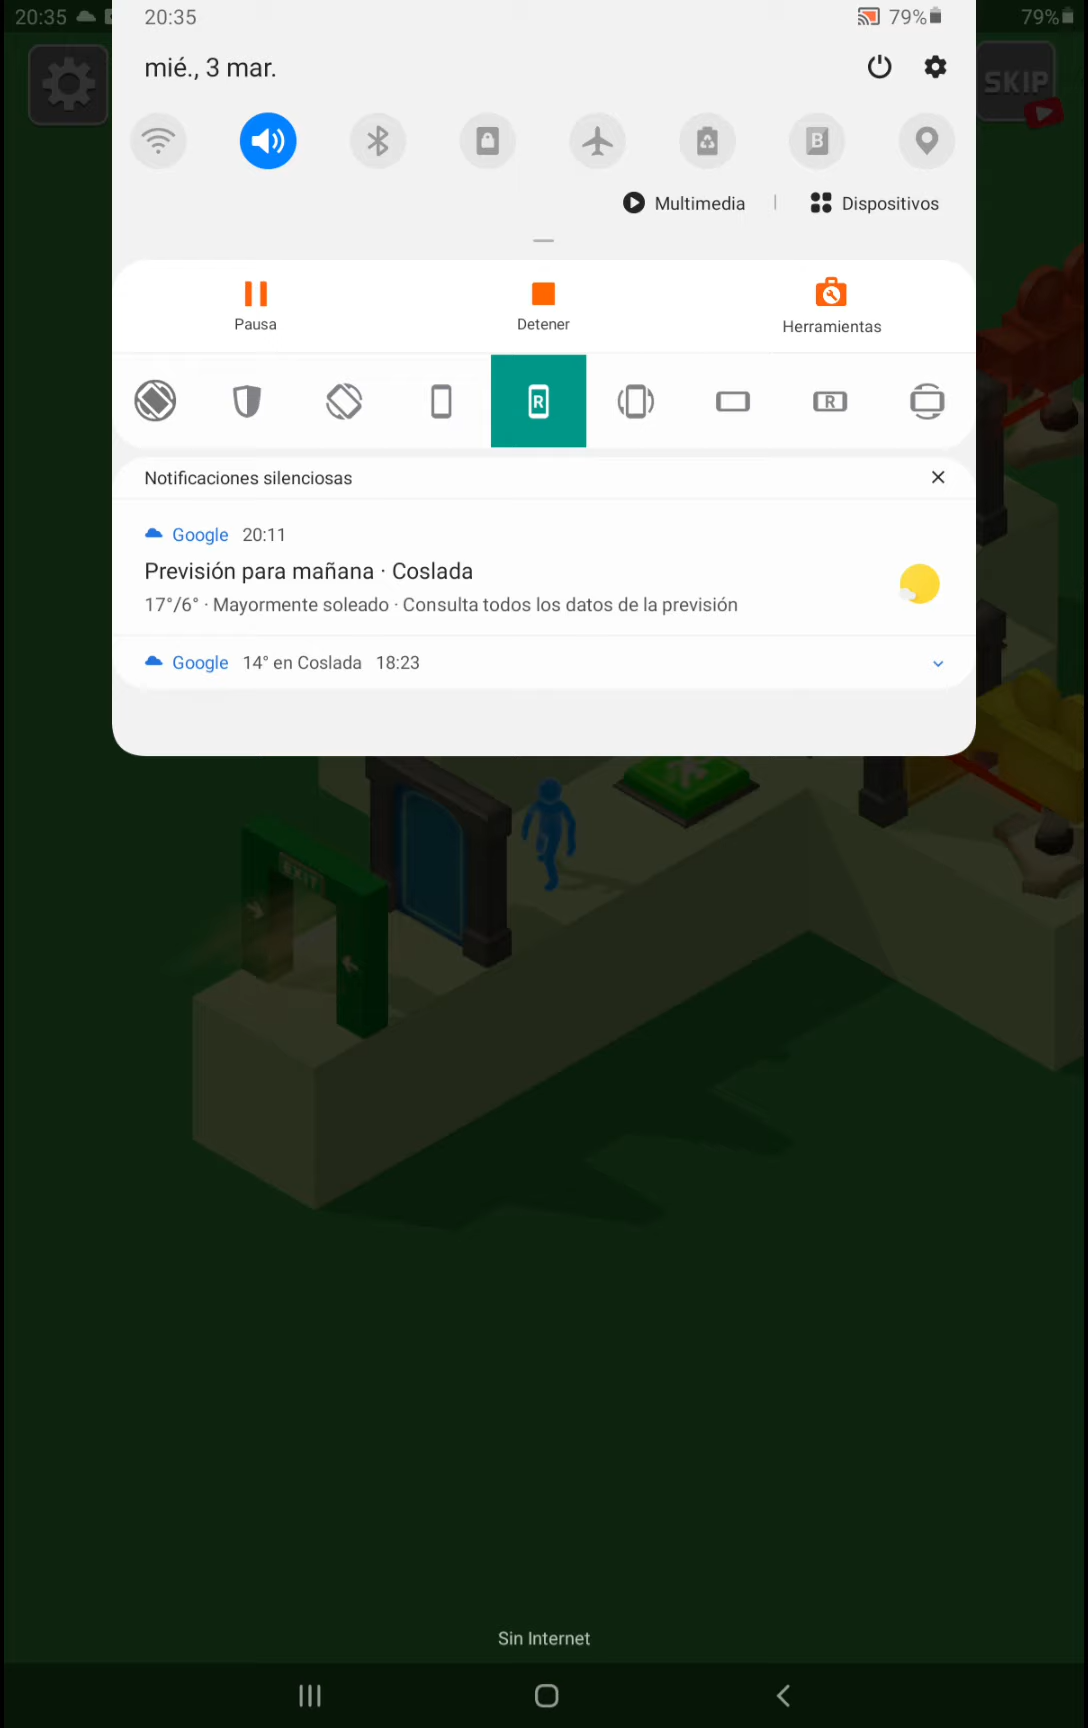 20:35
20:35
79%
79%
mié., 3 mar.
SKIP
B
Multimedia | Dispositivos
Pausa
Detener
Herramientas
R
R
Notificaciones silenciosas
Google 20:11
Previsión para mañana · Coslada
17°/6° · Mayormente soleado · Consulta todos los datos de la previsión
Google 14° en Coslada 18:23
EXIT
Sin Internet